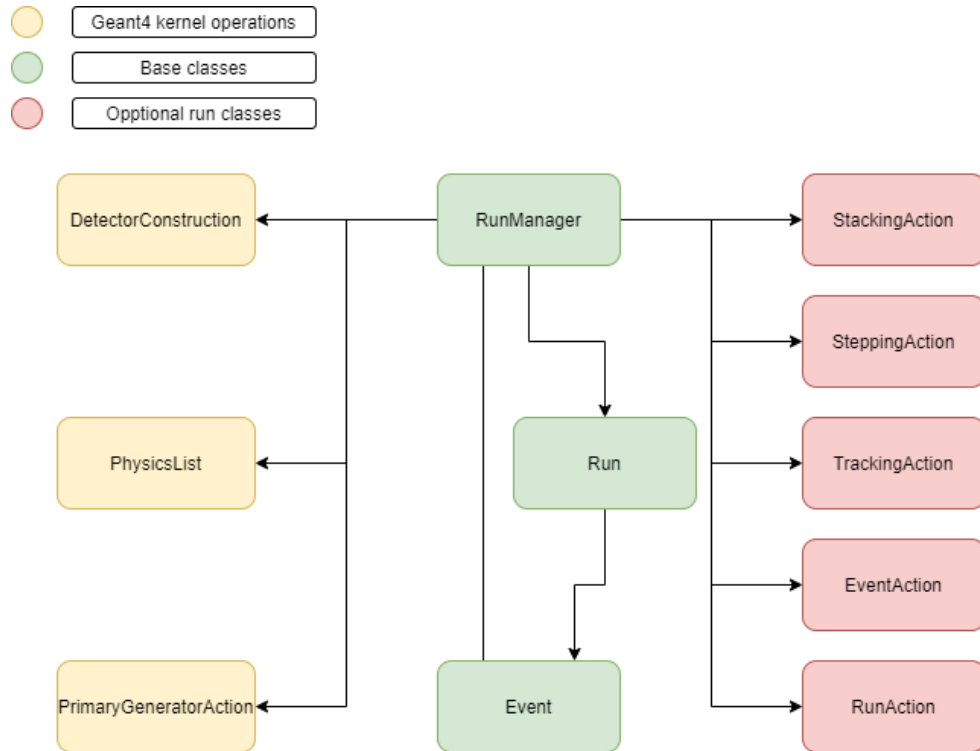 Geant4 kernel operations
Base classes
Opptional run classes
DetectorConstruction
RunManager
StackingAction
SteppingAction
PhysicsList
Run
TrackingAction
EventAction
PrimaryGeneratorAction
Event
RunAction